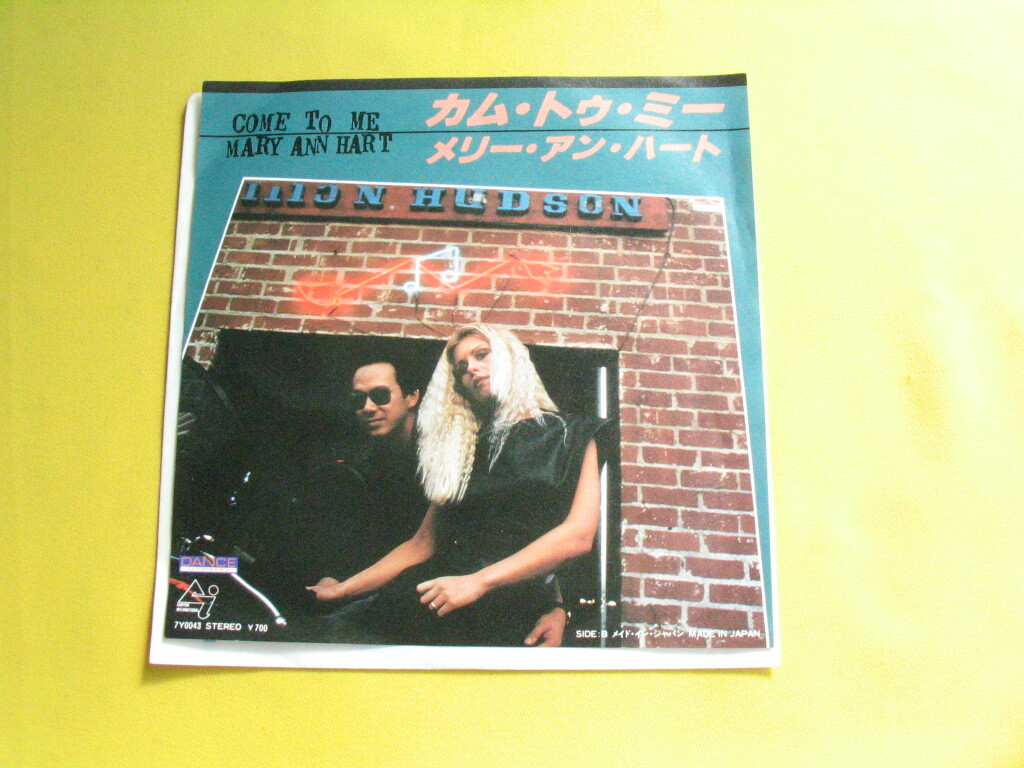 COME TO ME
MARY ANN HART
カム・トゥ・ミー
メリー・アン・ハート
HUDSON
DANCE
7Y0043 STEREO ¥700
SIDE:B メイド・イン・ジャパン MADE IN JAPAN